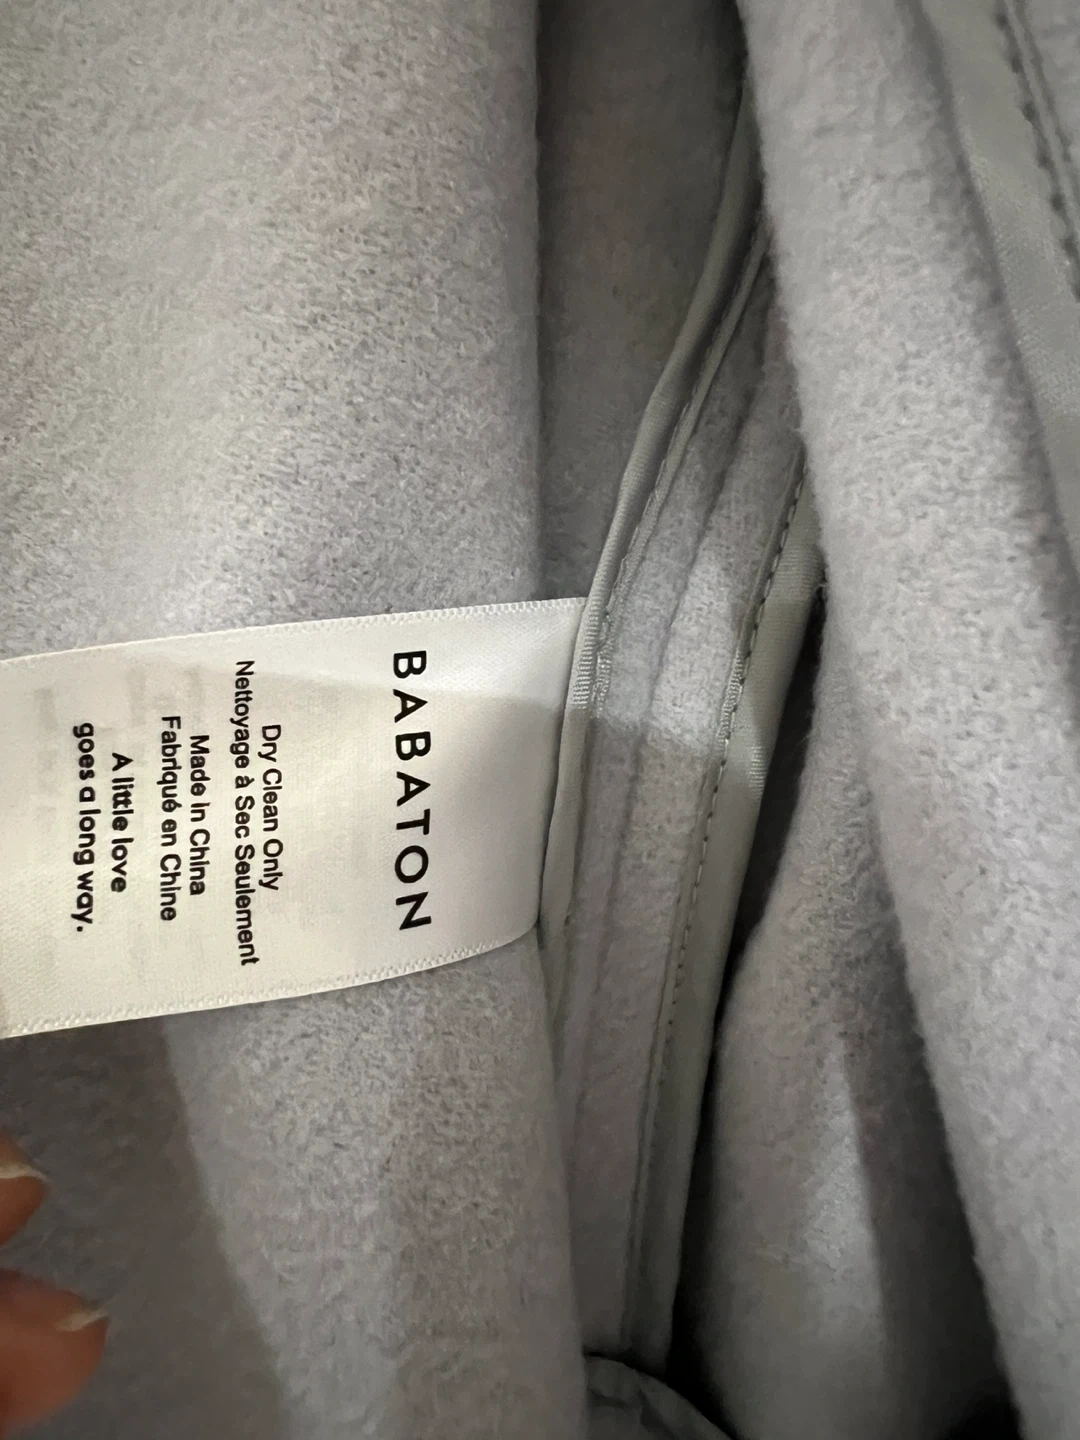 BABATON
Dry Clean Only
Nettoyage à Sec Seulement
Made in China
Fabriqué en Chine
A little love
goes a long way.